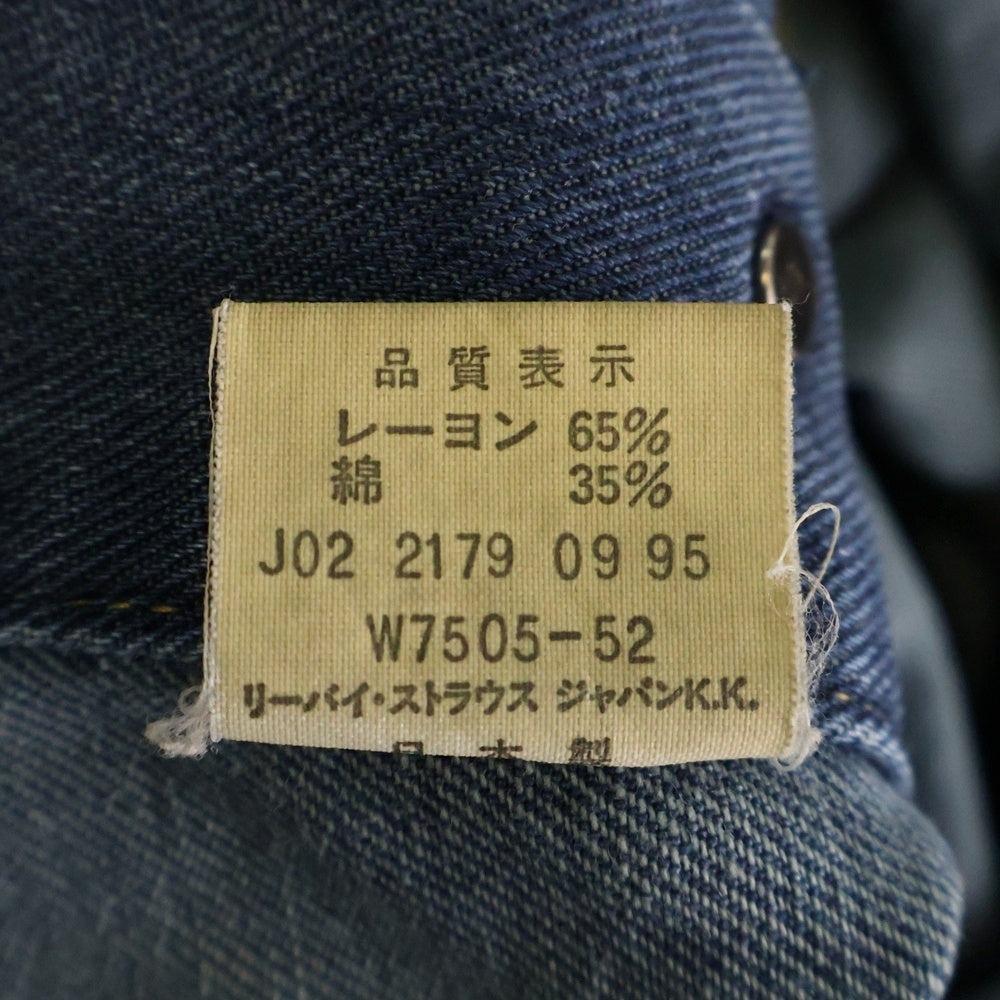 品質表示
レーヨン 65%
綿 35%
J02 2179 09 95
W7505-52
リーバイ・ストラウス ジャパンK.K.
日本製